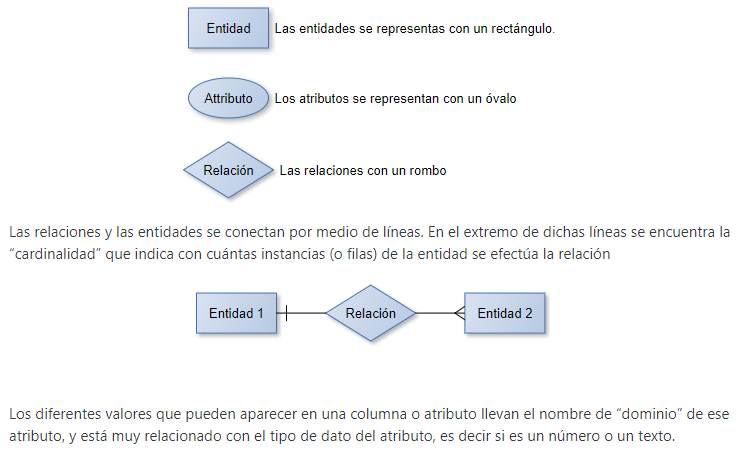 Entidad Las entidades se representas con un rectángulo.
Attributo Los atributos se representan con un óvalo
Relación Las relaciones con un rombo
Las relaciones y las entidades se conectan por medio de líneas. En el extremo de dichas líneas se encuentra la
“cardinalidad” que indica con cuántas instancias (o filas) de la entidad se efectúa la relación
Entidad 1 Relación Entidad 2
Los diferentes valores que pueden aparecer en una columna o atributo llevan el nombre de “dominio” de ese
atributo, y está muy relacionado con el tipo de dato del atributo, es decir si es un número o un texto.